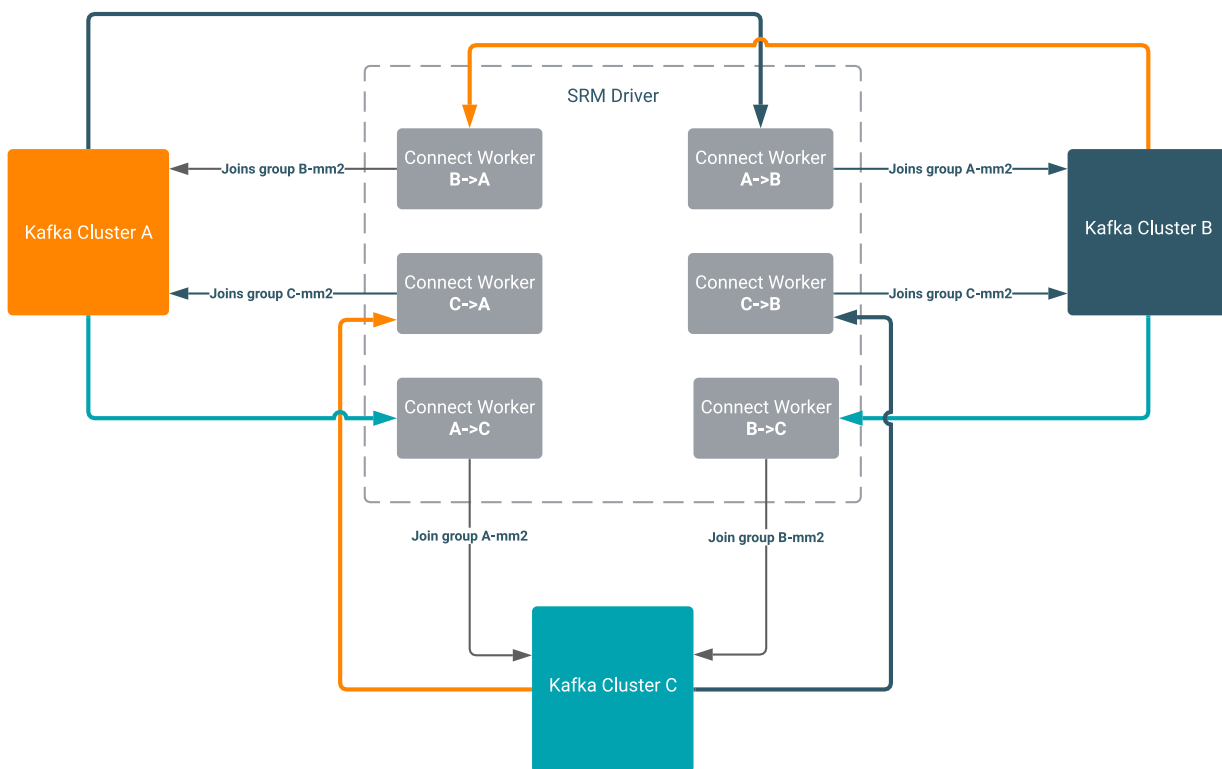 SRM Driver
Connect Worker
B->A
Connect Worker
A->B
Joins group B-mm2
Joins group A-mm2
Kafka Cluster A
Kafka Cluster B
Connect Worker
C->A
Connect Worker
C->B
Joins group C-mm2
Joins group C-mm2
Connect Worker
A->C
Connect Worker
B->C
Join group A-mm2
Join group B-mm2
Kafka Cluster C